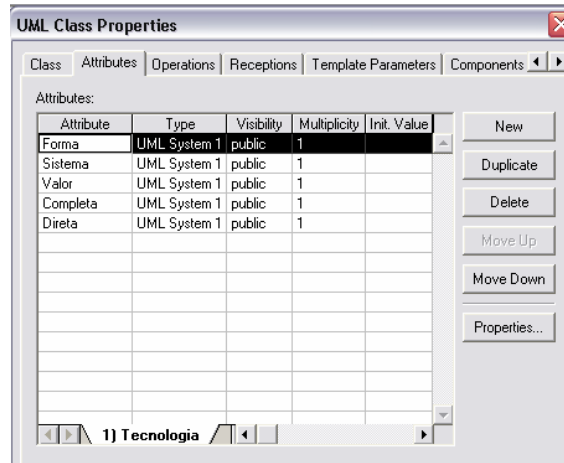 UML Class Properties
Class Attributes Operations Receptions Template Parameters Components
Attributes:
Attribute Type Visibility Multiplicity Init. Value
Forma UML System 1 public 1
Sistema UML System 1 public 1
Valor UML System 1 public 1
Completa UML System 1 public 1
Direta UML System 1 public 1
New
Duplicate
Delete
Move Up
Move Down
Properties...
1) Tecnologia